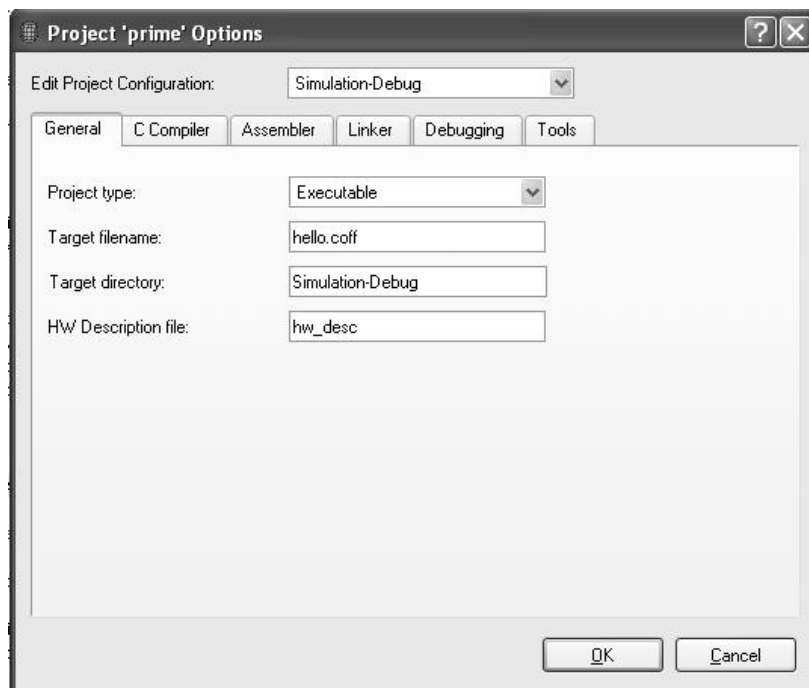 Project 'prime' Options
Edit Project Configuration: Simulation-Debug
General C Compiler Assembler Linker Debugging Tools
Project type: Executable
Target filename: hello.coff
Target directory: Simulation-Debug
HW Description file: hw_desc
OK Cancel